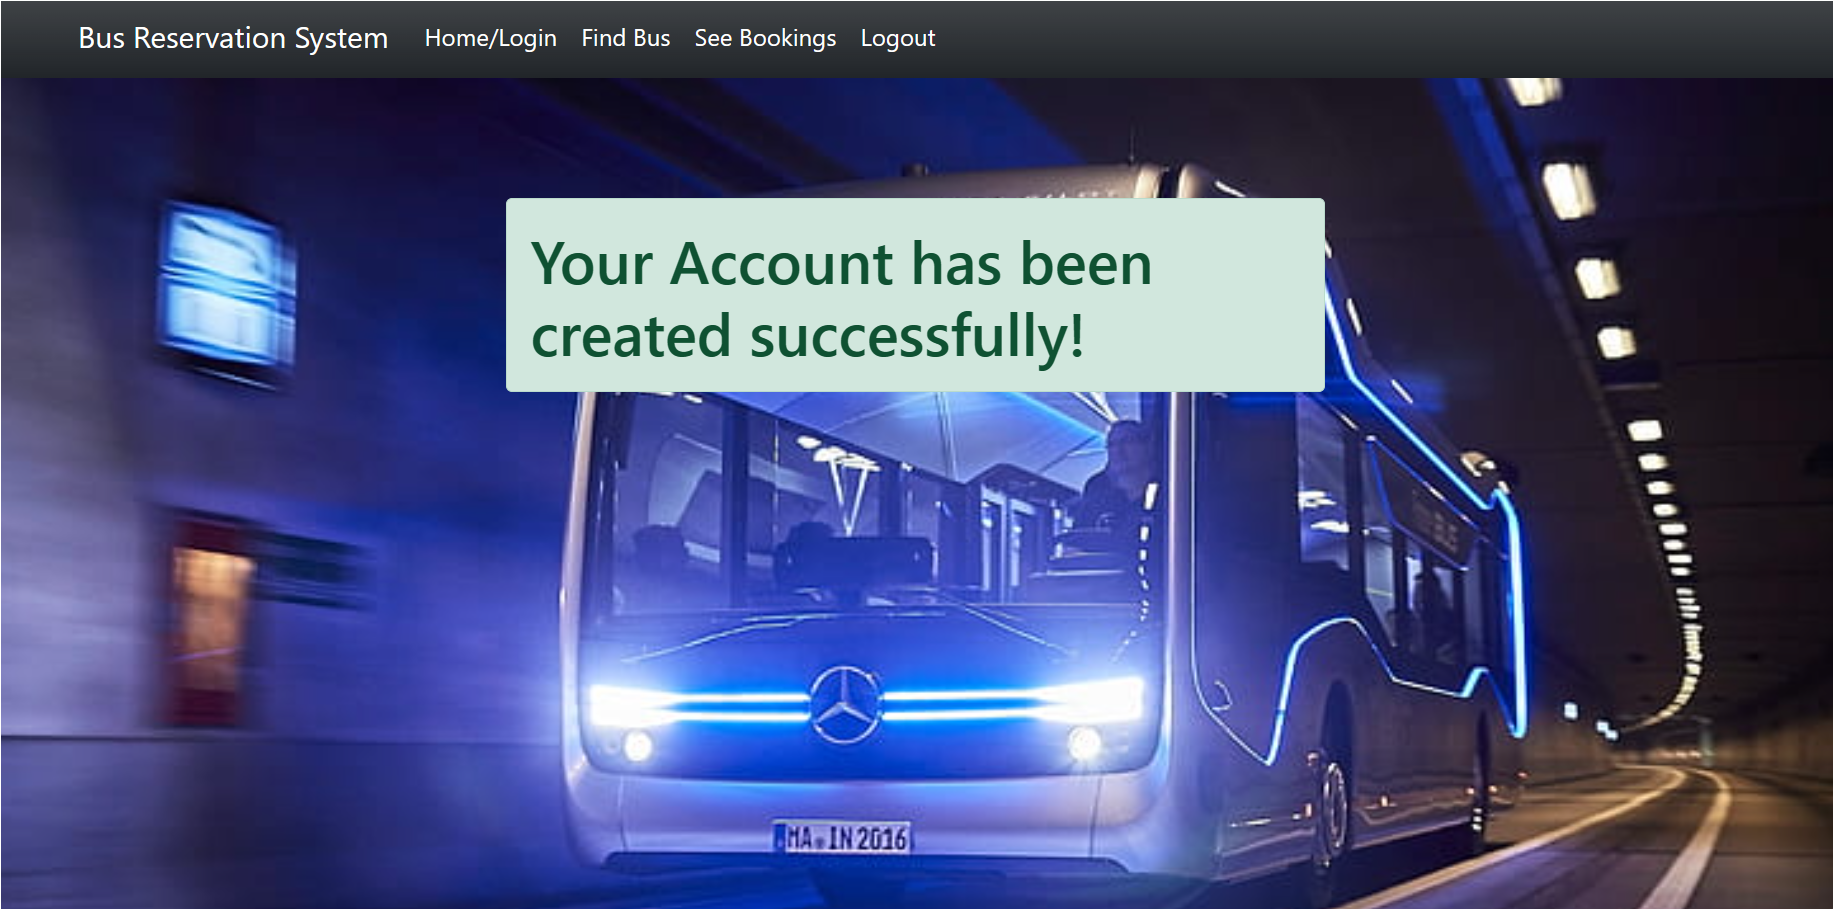 Bus Reservation System Home/Login Find Bus See Bookings Logout
Your Account has been
created successfully!
BUS
MA IN 2016